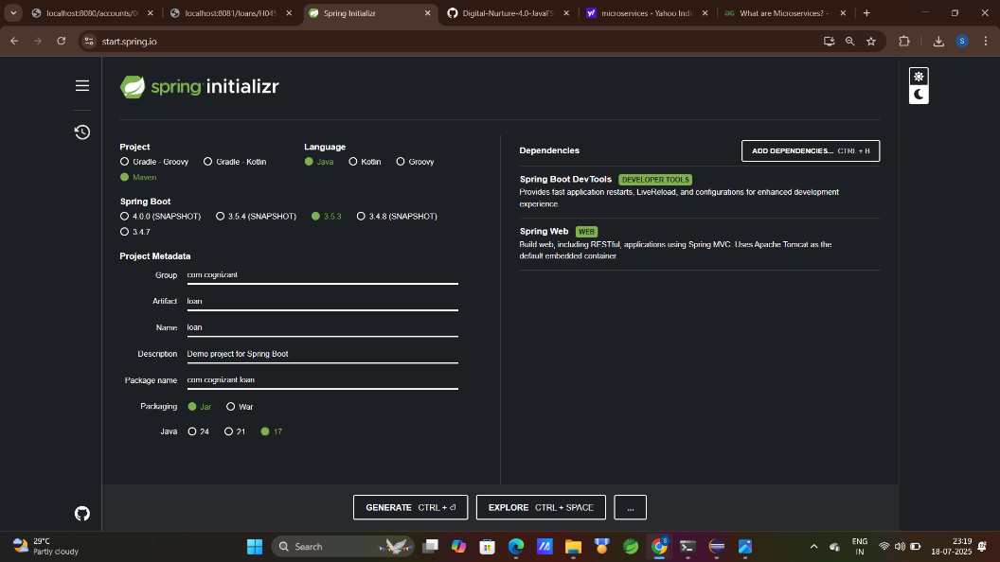 localhost:8080/accounts/0
localhost:8081/loans/H045
Spring Initializr
Digital-Nurture-4.0-JavaFS
microservices - Yahoo Indi
What are Microservices? -
start.spring.io
S
spring initializr
Project
Gradle - Groovy
Gradle - Kotlin
Maven
Language
Java
Kotlin
Groovy
Spring Boot
4.0.0 (SNAPSHOT)
3.5.4 (SNAPSHOT)
3.5.3
3.4.8 (SNAPSHOT)
3.4.7
Project Metadata
Group com.cognizant
Artifact loan
Name loan
Description Demo project for Spring Boot
Package name com.cognizant.loan
Packaging Jar War
Java 24 21 17
Dependencies
ADD DEPENDENCIES... CTRL + B
Spring Boot DevTools DEVELOPER TOOLS
Provides fast application restarts, LiveReload, and configurations for enhanced development
experience.
Spring Web WEB
Build web, including RESTful, applications using Spring MVC. Uses Apache Tomcat as the
default embedded container.
GENERATE CTRL + ⏎
EXPLORE CTRL + SPACE
...
29°C
Partly cloudy
Search
S
ENG
IN
23:19
18-07-2025